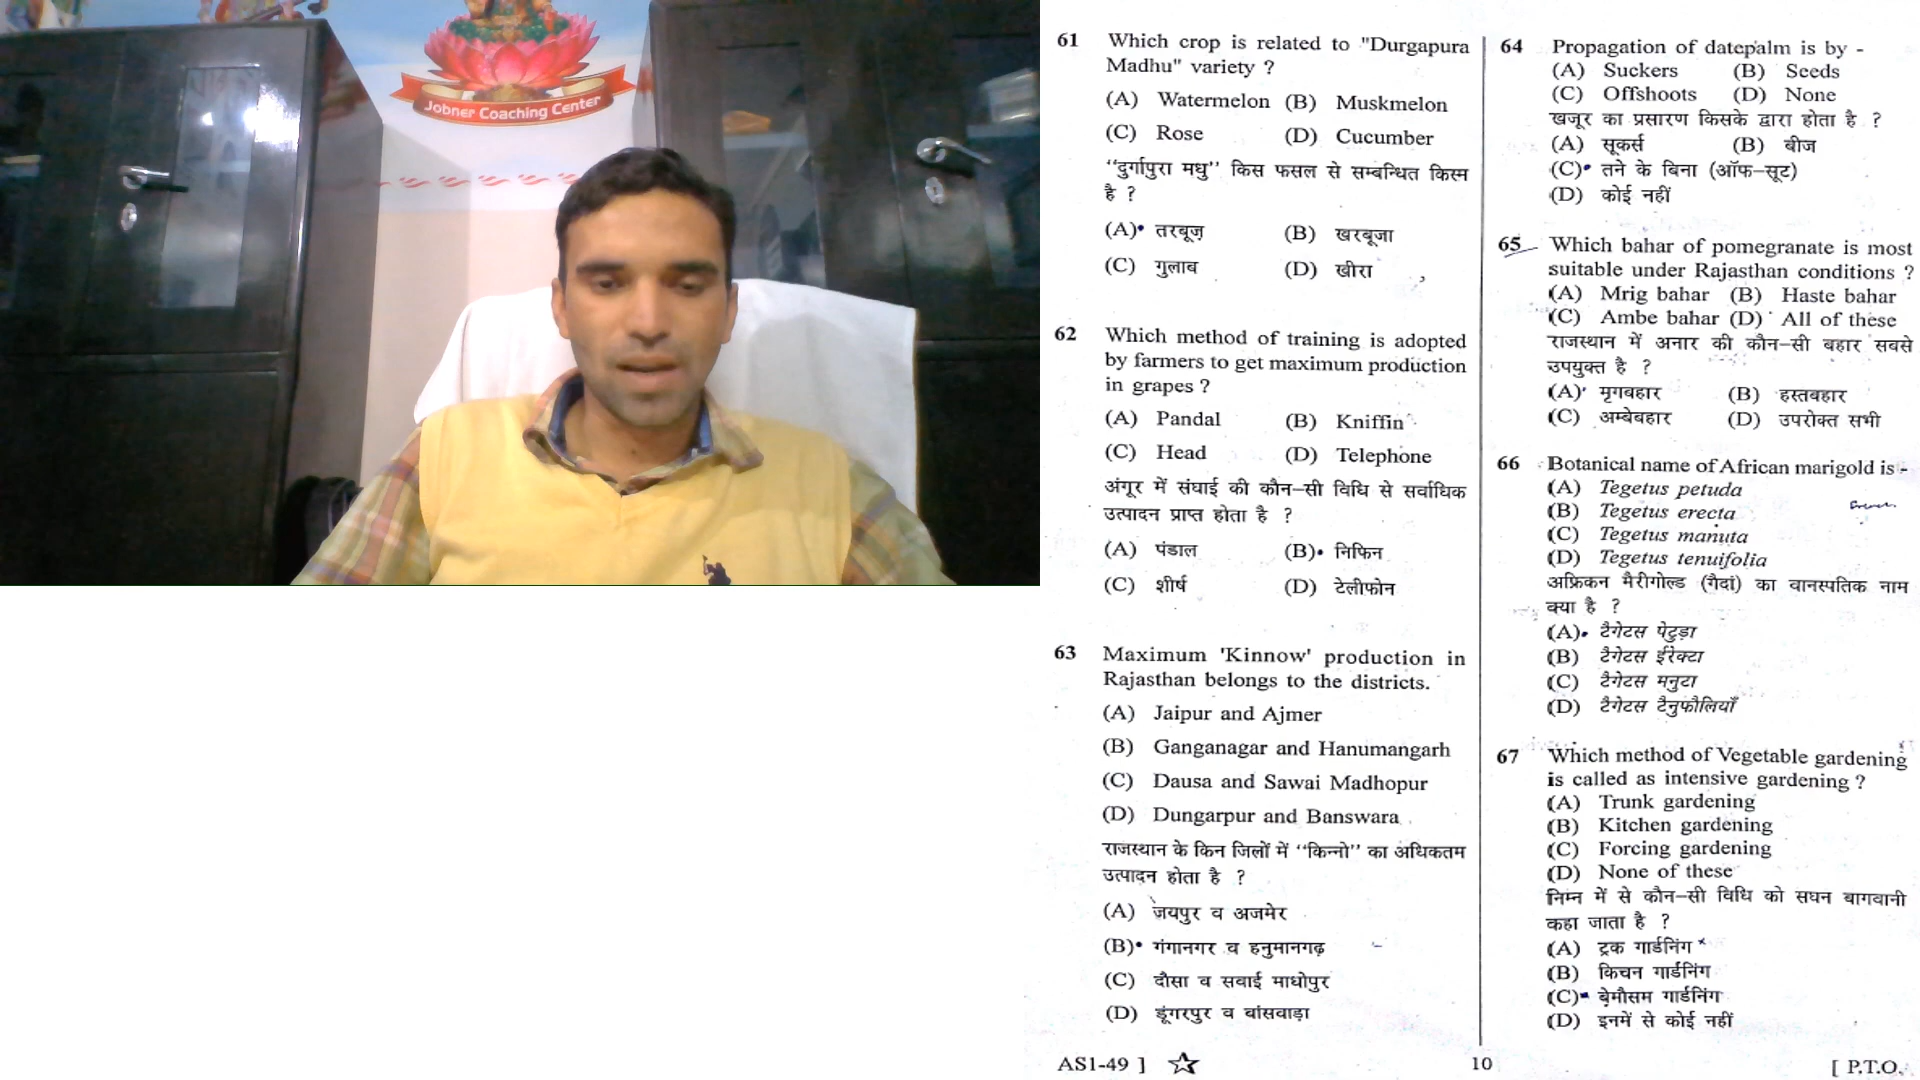 Jobner Coaching Center
61 Which crop is related to "Durgapura
Madhu" variety ?
(A) Watermelon (B) Muskmelon
(C) Rose (D) Cucumber
“दुर्गापुरा मधु” किस फसल से सम्बन्धित किस्म
है ?
(A) तरबूज़ (B) खरबूजा
(C) गुलाब (D) खीरा
62 Which method of training is adopted
by farmers to get maximum production
in grapes ?
(A) Pandal (B) Kniffin
(C) Head (D) Telephone
अंगूर में संघाई की कौन-सी विधि से सर्वाधिक
उत्पादन प्राप्त होता है ?
(A) पंडाल (B) निफिन
(C) शीर्ष (D) टेलीफोन
63 Maximum 'Kinnow' production in
Rajasthan belongs to the districts.
(A) Jaipur and Ajmer
(B) Ganganagar and Hanumangarh
(C) Dausa and Sawai Madhopur
(D) Dungarpur and Banswara
राजस्थान के किन जिलों में “किन्नो” का अधिकतम
उत्पादन होता है ?
(A) जयपुर व अजमेर
(B) गंगानगर व हनुमानगढ़
(C) दौसा व सवाई माधोपुर
(D) डूंगरपुर व बांसवाड़ा
64 Propagation of datepalm is by -
(A) Suckers (B) Seeds
(C) Offshoots (D) None
खजूर का प्रसारण किसके द्वारा होता है ?
(A) सूकर्स (B) बीज
(C) तने के बिना (ऑफ-सूट)
(D) कोई नहीं
65 Which bahar of pomegranate is most
suitable under Rajasthan conditions ?
(A) Mrig bahar (B) Haste bahar
(C) Ambe bahar (D) All of these
राजस्थान में अनार की कौन-सी बहार सबसे
उपयुक्त है ?
(A) मृगबहार (B) हस्तबहार
(C) अम्बेबहार (D) उपरोक्त सभी
66 Botanical name of African marigold is -
(A) Tegetus petuda
(B) Tegetus erecta
(C) Tegetus manuta
(D) Tegetus tenuifolia
अफ्रिकन मैरीगोल्ड (गैदां) का वानस्पतिक नाम
क्या है ?
(A) टैगेटस पेटुडा
(B) टैगेटस ईरेक्टा
(C) टैगेटस मनुटा
(D) टैगेटस टैनुफौलियाँ
67 Which method of Vegetable gardening
is called as intensive gardening ?
(A) Trunk gardening
(B) Kitchen gardening
(C) Forcing gardening
(D) None of these
निम्न में से कौन-सी विधि को सघन बागवानी
कहा जाता है ?
(A) ट्रक गार्डनिंग
(B) किचन गार्डनिंग
(C) बेमौसम गार्डनिंग
(D) इनमें से कोई नहीं
AS1-49 ] 10 [ P.T.O.